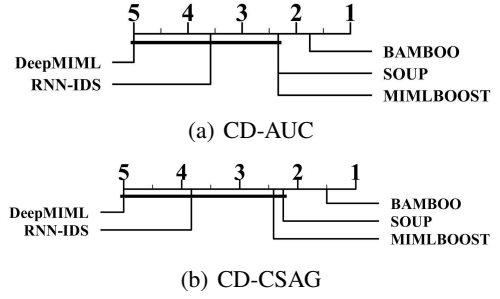 5 4 3 2 1
BAMBOO
DeepMIML
SOUP
RNN-IDS
MIMLBOOST
(a) CD-AUC
5 4 3 2 1
BAMBOO
DeepMIML
SOUP
RNN-IDS
MIMLBOOST
(b) CD-CSAG